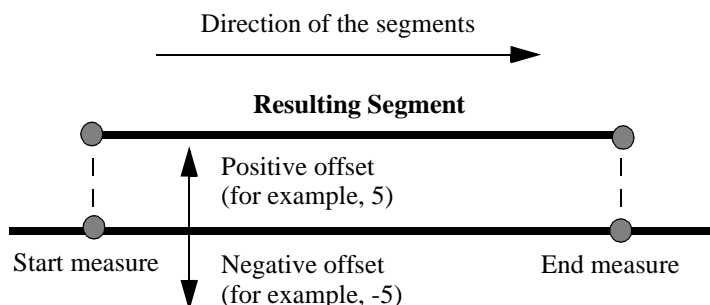 Direction of the segments
Resulting Segment
Positive offset
(for example, 5)
Start measure
Negative offset
(for example, -5)
End measure